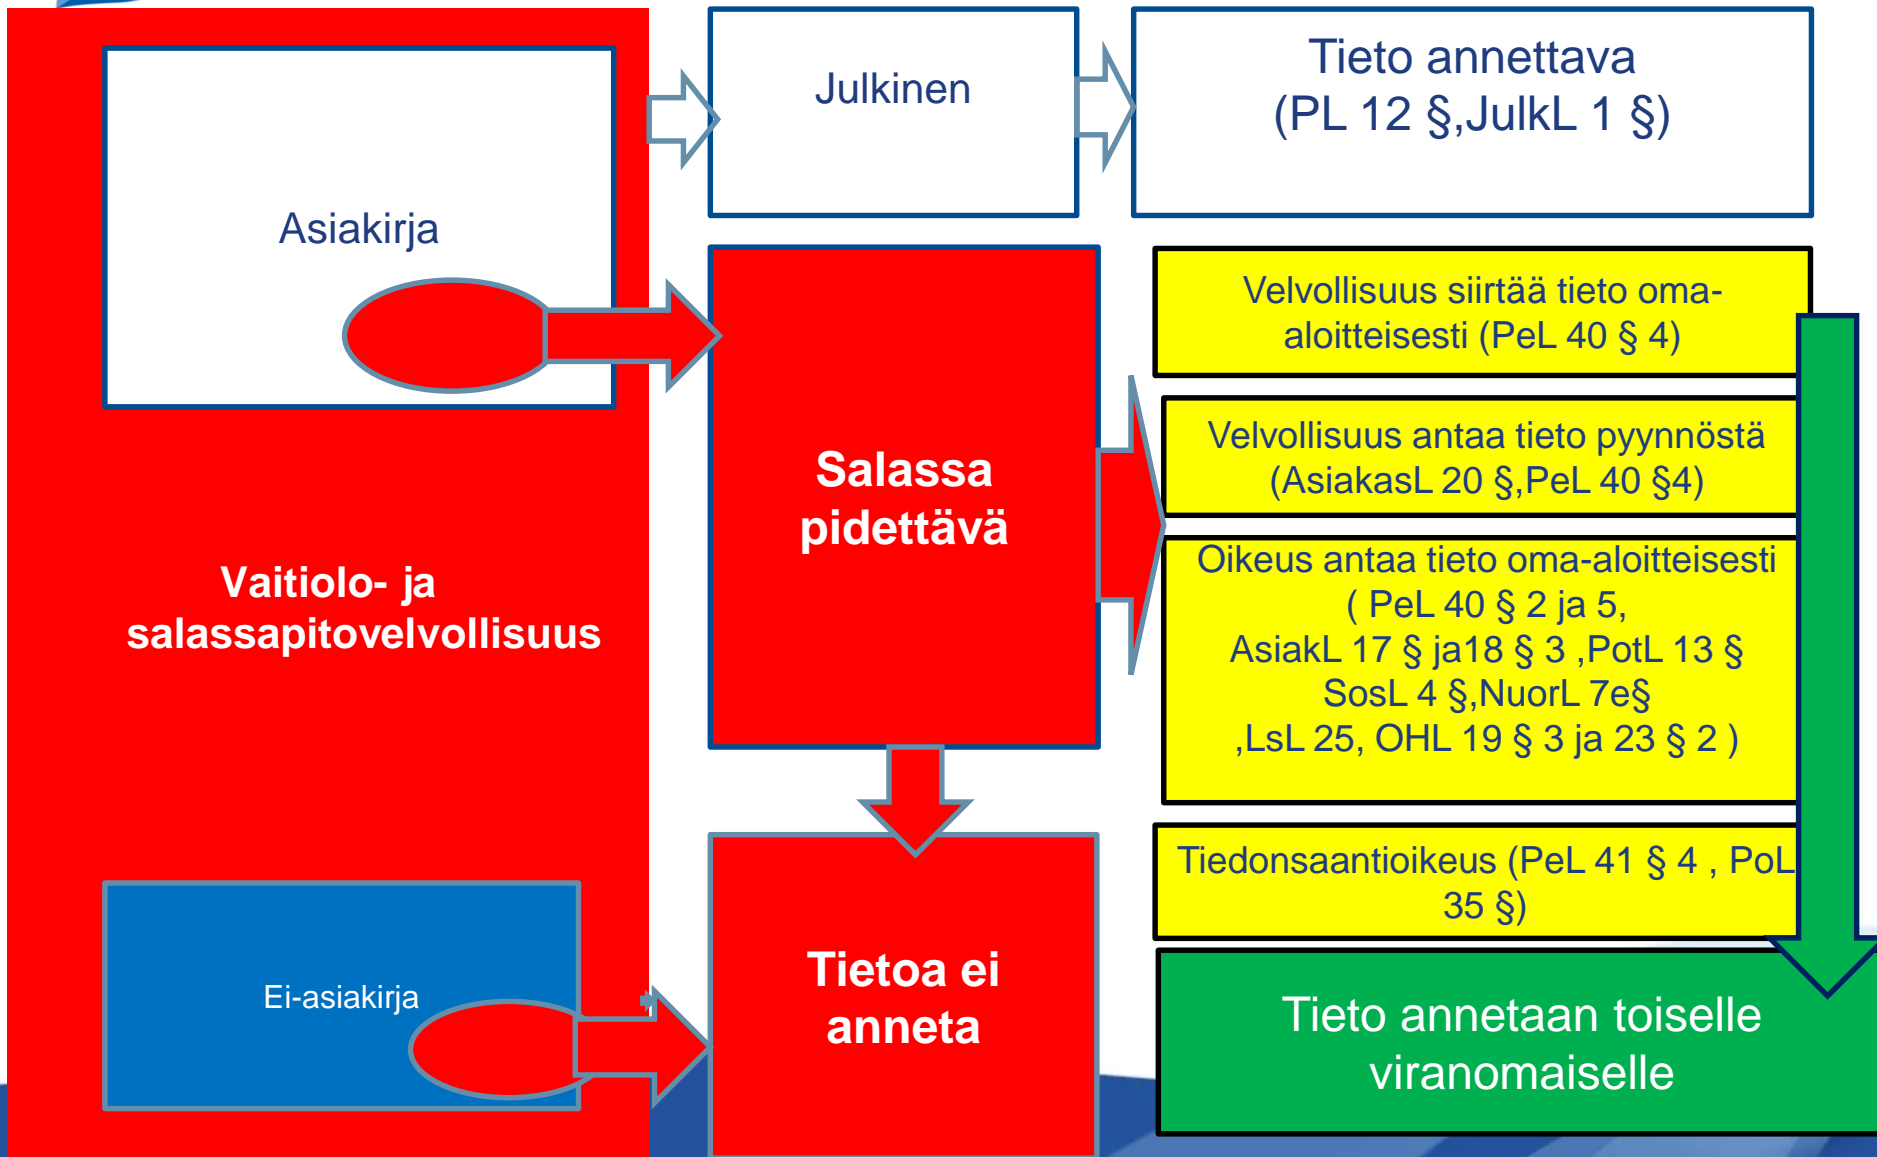 Asiakirja
Vaitiolo- ja
salassapitovelvollisuus
Ei-asiakirja
Julkinen
Tieto annettava
(PL 12 §,JulkL 1 §)
Salassa
pidettävä
Velvollisuus siirtää tieto oma-
aloitteisesti (PeL 40 § 4)
Velvollisuus antaa tieto pyynnöstä
(AsiakasL 20 §,PeL 40 §4)
Oikeus antaa tieto oma-aloitteisesti
( PeL 40 § 2 ja 5,
AsiakL 17 § ja18 § 3 ,PotL 13 §
SosL 4 §,NuorL 7e§
,LsL 25, OHL 19 § 3 ja 23 § 2 )
Tiedonsaantioikeus (PeL 41 § 4 , PoL
35 §)
Tietoa ei
anneta
Tieto annetaan toiselle
viranomaiselle